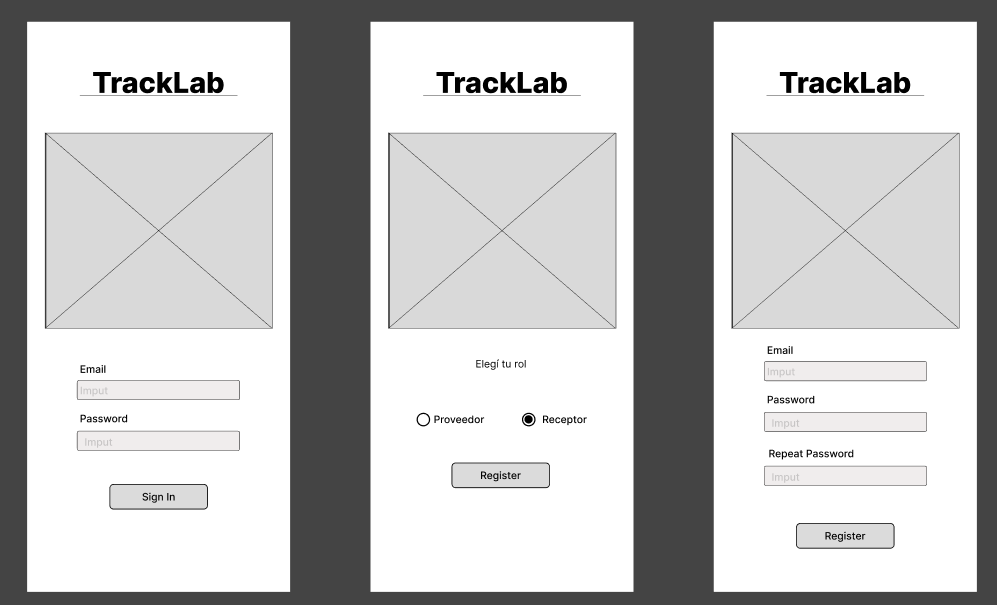 TrackLab
Email
Imput
Password
Imput
Sign In
TrackLab
Elegí tu rol
Proveedor Receptor
Register
TrackLab
Email
Imput
Password
Imput
Repeat Password
Imput
Register